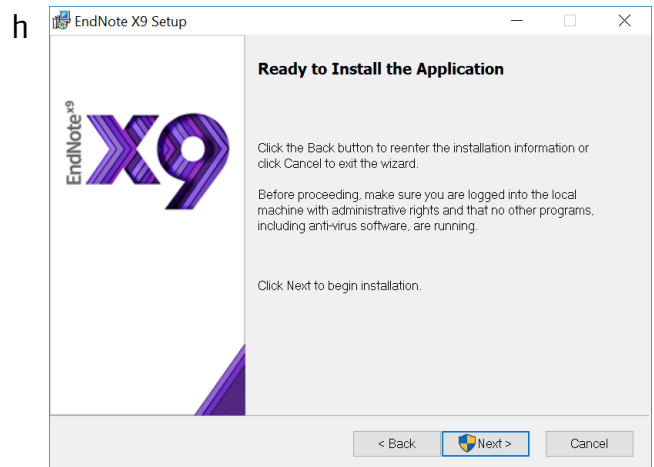 h
EndNote X9 Setup
Ready to Install the Application
EndNote X9
X9
Click the Back button to reenter the installation information or
click Cancel to exit the wizard.
Before proceeding, make sure you are logged into the local
machine with administrative rights and that no other programs,
including anti-virus software, are running.
Click Next to begin installation.
< Back
Next >
Cancel